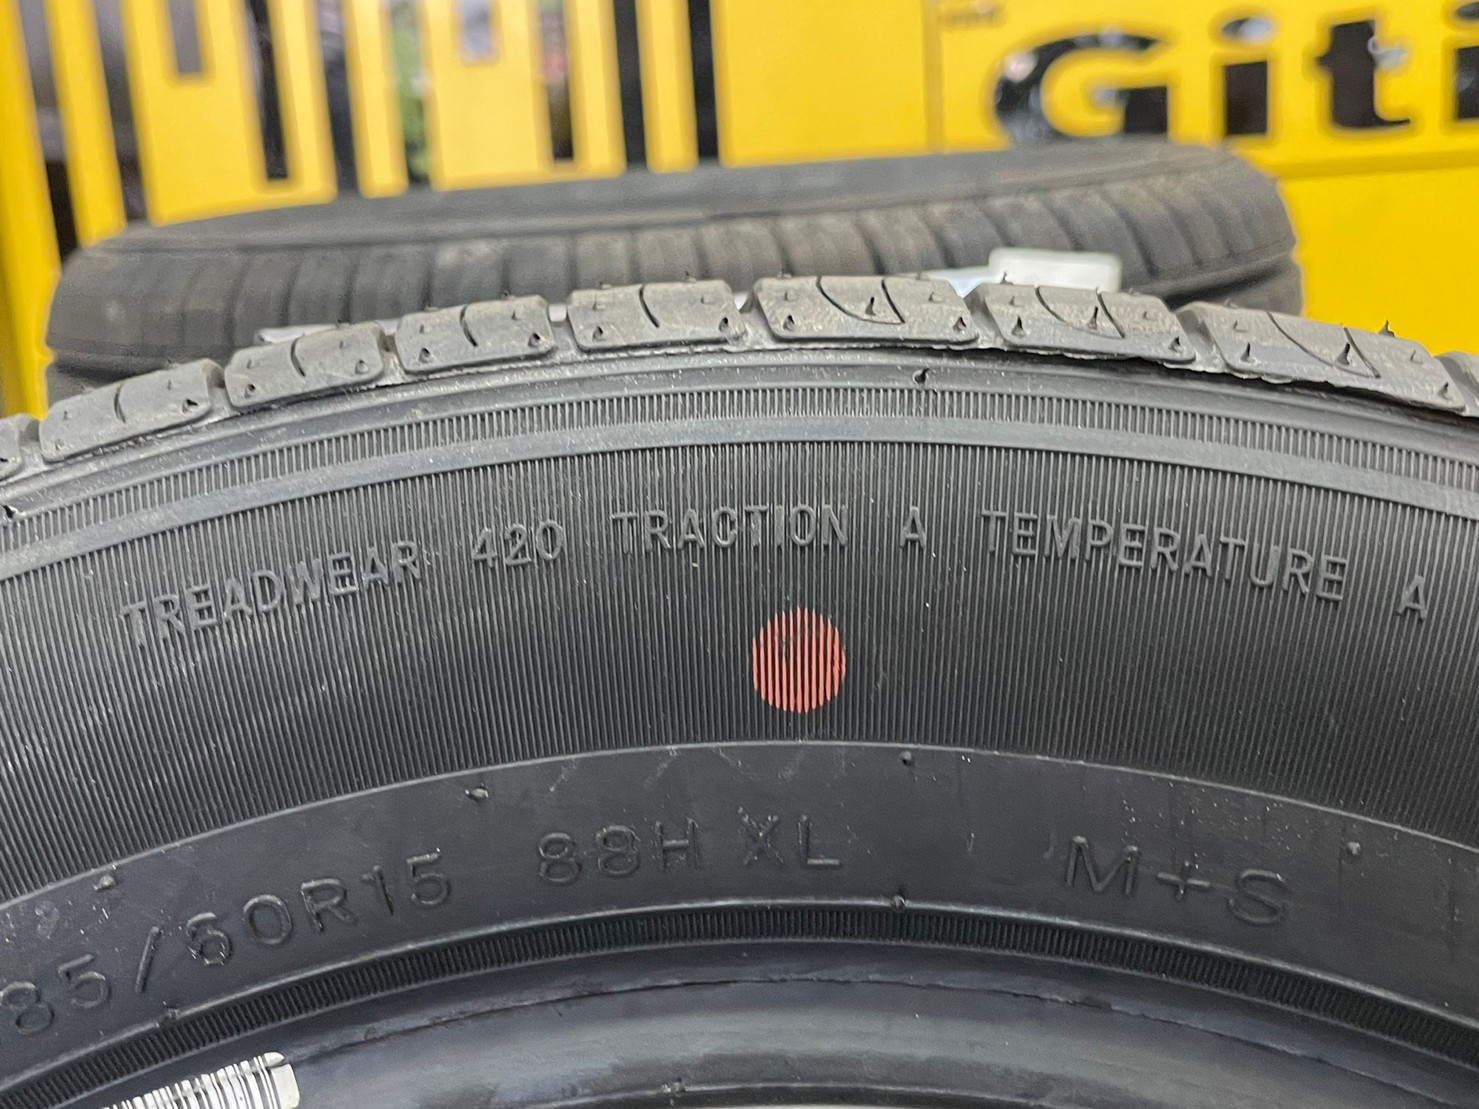 Giti
TREADWEAR 420 TRACTION A TEMPERATURE A
85/60R15 88H XL M+S